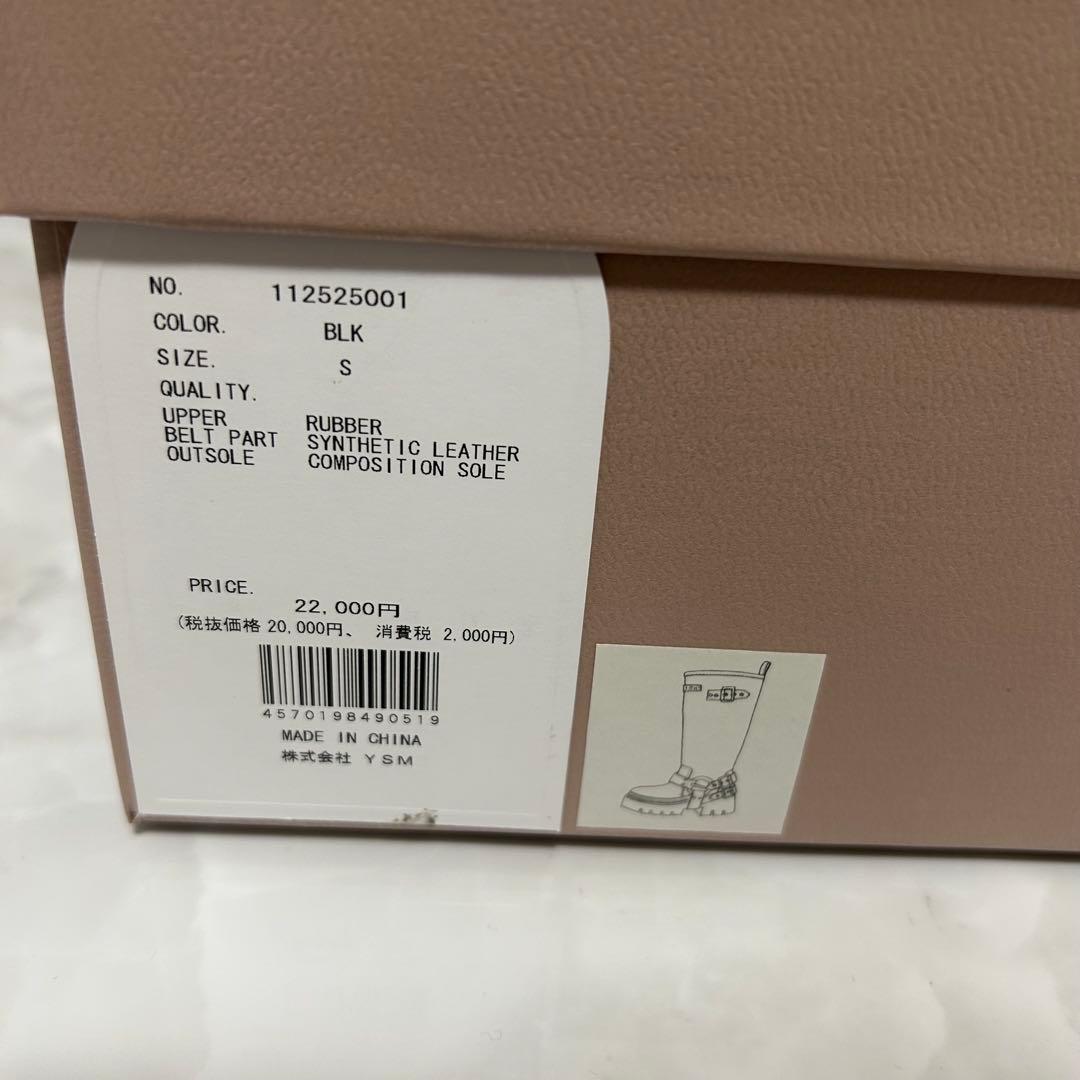 NO. 112525001
COLOR. BLK
SIZE. S
QUALITY.
UPPER RUBBER
BELT PART SYNTHETIC LEATHER
OUTSOLE COMPOSITION SOLE
PRICE.
22,000円
(税抜価格 20,000円、 消費税 2,000円)
4570198490519
MADE IN CHINA
株式会社 YSM